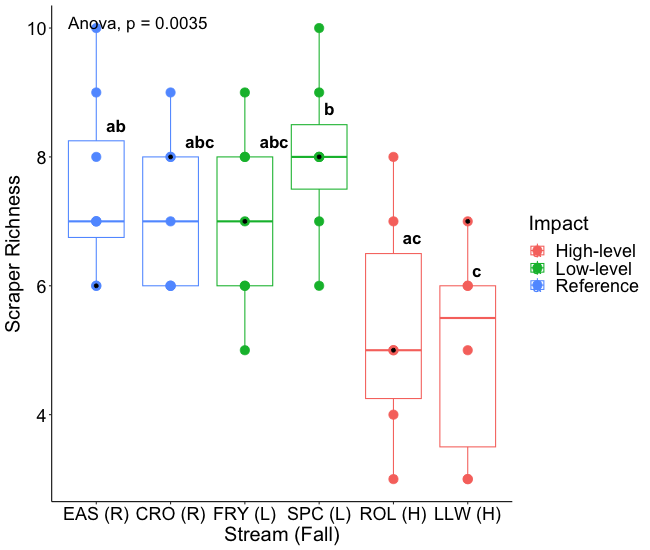 Anova, p = 0.0035
10
8
6
4
Scraper Richness
ab
abc
abc
b
ac
c
EAS (R) CRO (R) FRY (L) SPC (L) ROL (H) LLW (H)
Stream (Fall)
Impact
High-level
Low-level
Reference